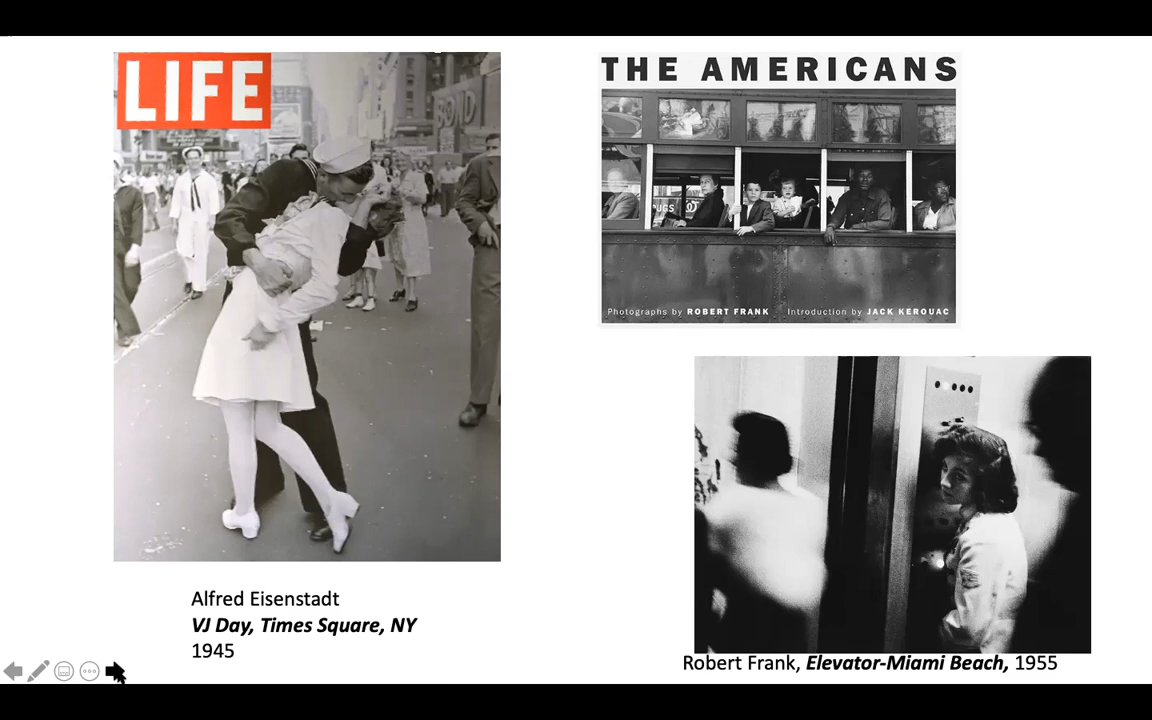 LIFE
BOND
Alfred Eisenstadt
VJ Day, Times Square, NY
1945
THE AMERICANS
UGS
Photographs by ROBERT FRANK Introduction by JACK KEROUAC
Robert Frank, Elevator-Miami Beach, 1955